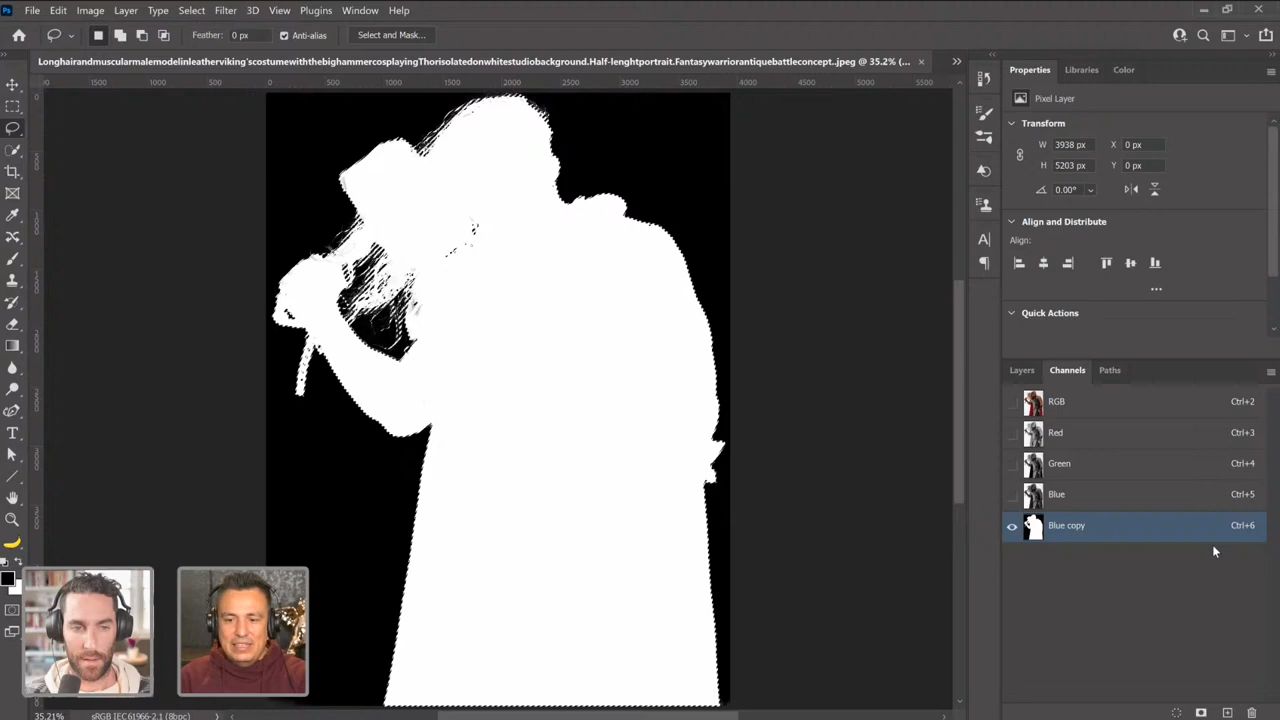 Ps File Edit Image Layer Type Select Filter 3D View Plugins Window Help
Feather: 0 px Anti-alias Select and Mask...
Longhairandmuscularmalemodelinleatherviking'scostumewiththebighammercosplayingThorisolatedonwhitestudiobackground.Half-lenghtportrait.Fantasywarriorantiquebattleconcept..jpeg @ 35.2% (...
0 500 1000 1500 2000 2500 3000 3500 4000 4500 5000 5500
Properties Libraries Color
Pixel Layer
Transform
W 3938 px X 0 px
H 5203 px Y 0 px
0.00°
Align and Distribute
Align:
...
Quick Actions
Layers Channels Paths
RGB Ctrl+2
Red Ctrl+3
Green Ctrl+4
Blue Ctrl+5
Blue copy Ctrl+6
35.21% sRGB IEC61966-2.1 (8bpc)